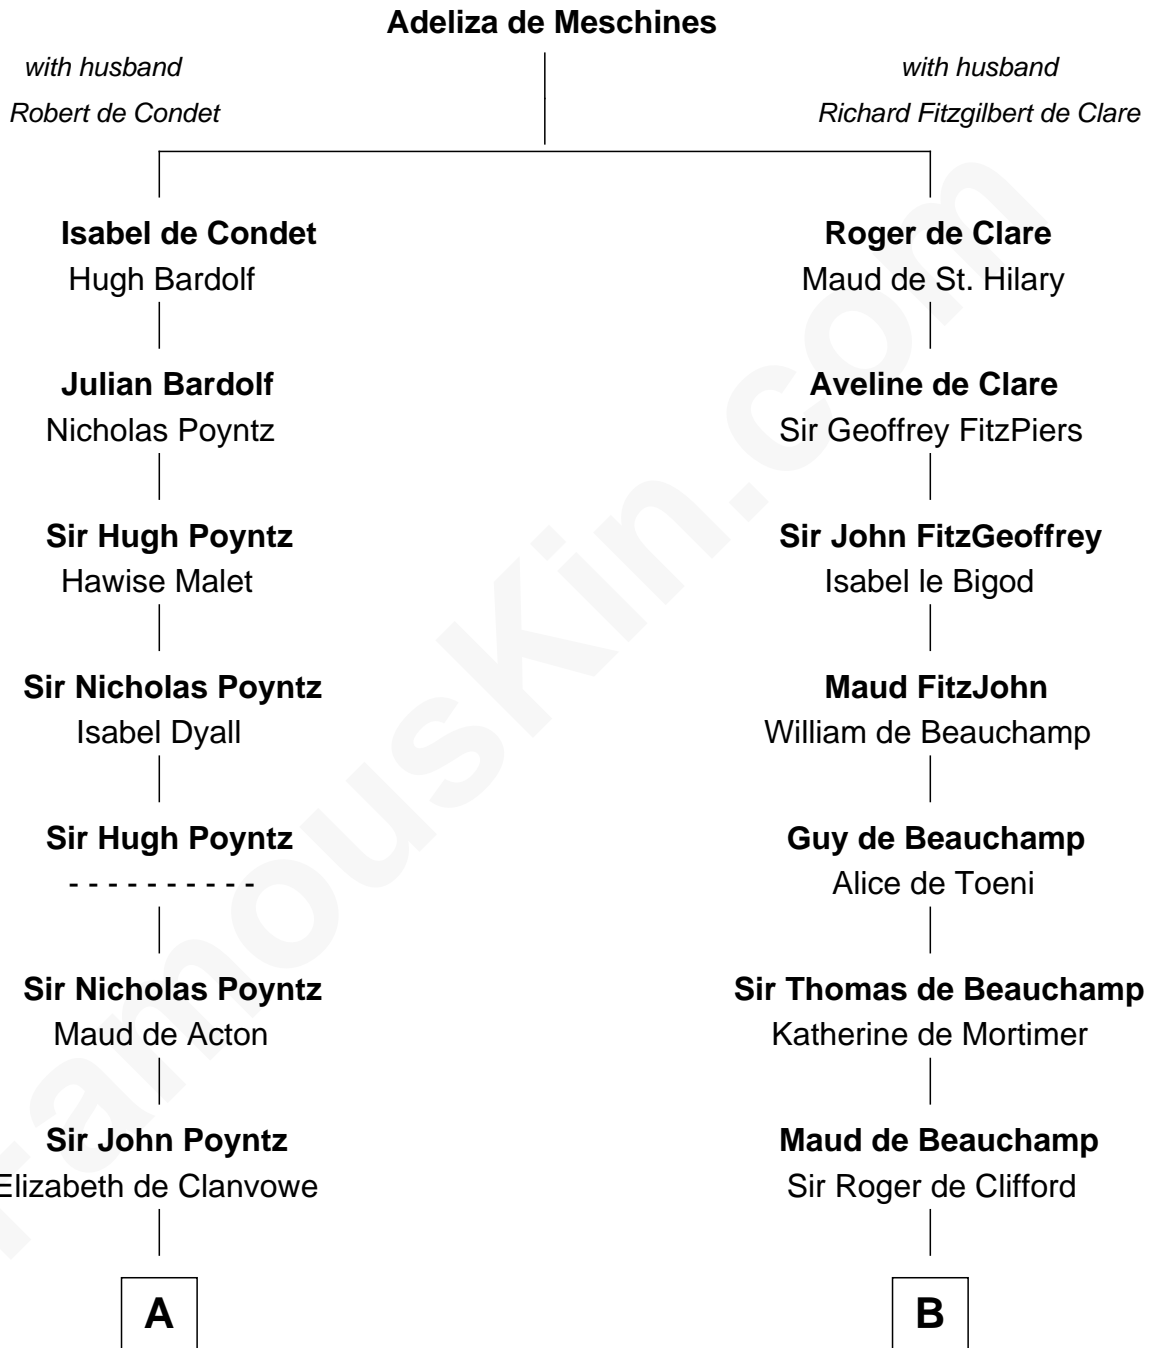 Adeliza de Meschines
with husband
Robert de Condet
with husband
Richard Fitzgilbert de Clare
Isabel de Condet
Hugh Bardolf
Roger de Clare
Maud de St. Hilary
Julian Bardolf
Nicholas Poyntz
Aveline de Clare
Sir Geoffrey FitzPiers
Sir Hugh Poyntz
Hawise Malet
Sir John FitzGeoffrey
Isabel le Bigod
Sir Nicholas Poyntz
Isabel Dyall
Maud FitzJohn
William de Beauchamp
Sir Hugh Poyntz
- - - - - - - - - -
Guy de Beauchamp
Alice de Toeni
Sir Nicholas Poyntz
Maud de Acton
Sir Thomas de Beauchamp
Katherine de Mortimer
Sir John Poyntz
Elizabeth de Clanvowe
Maud de Beauchamp
Sir Roger de Clifford
A
B
FamousKin.com